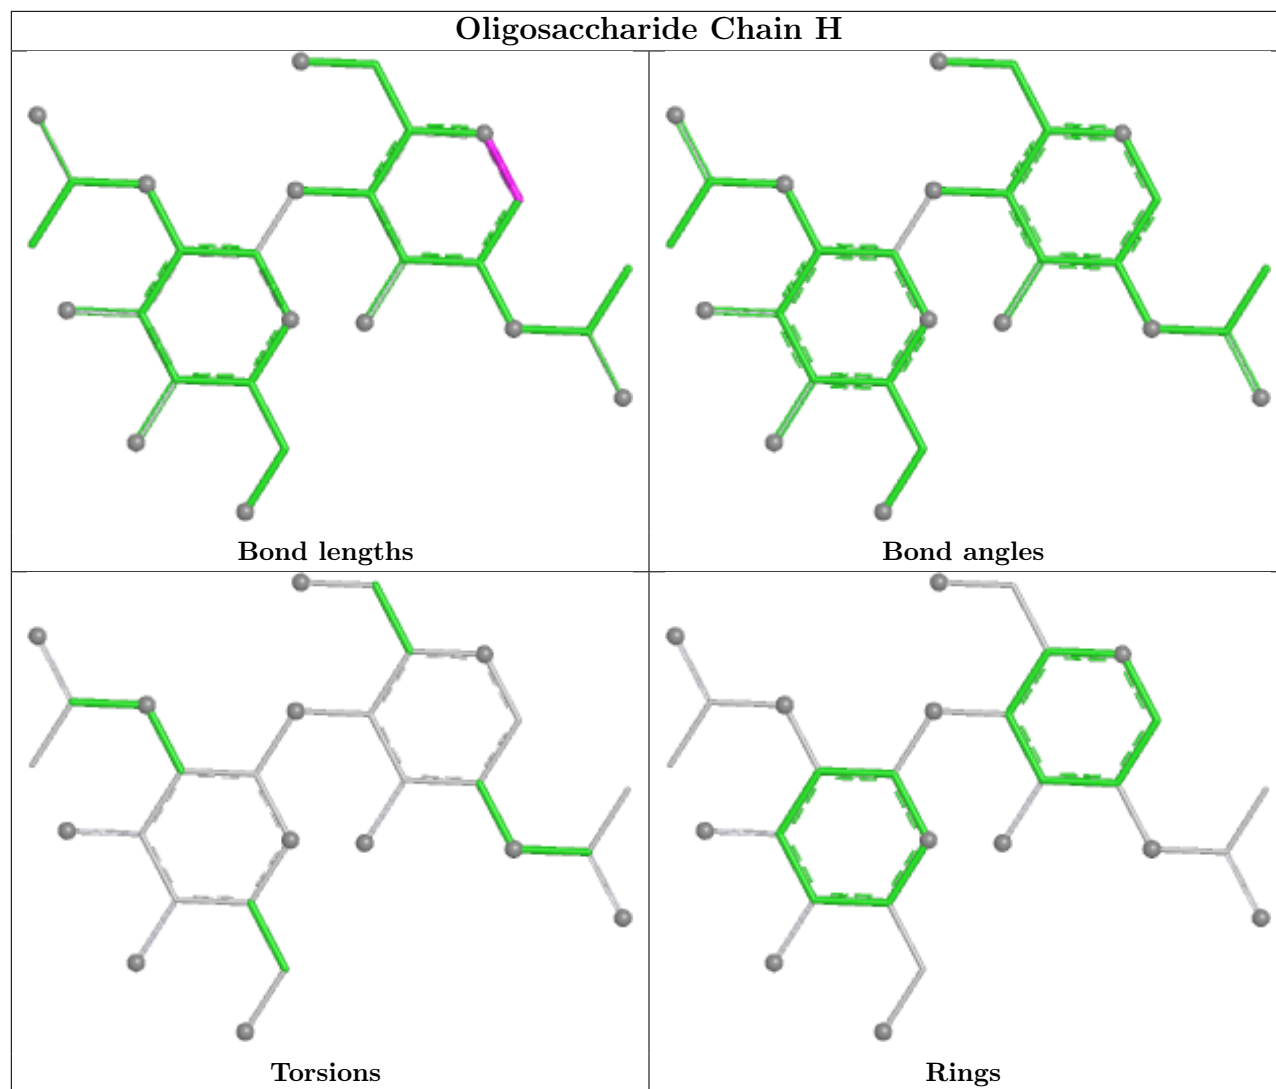 Oligosaccharide Chain H
Bond lengths
Bond angles
Torsions
Rings